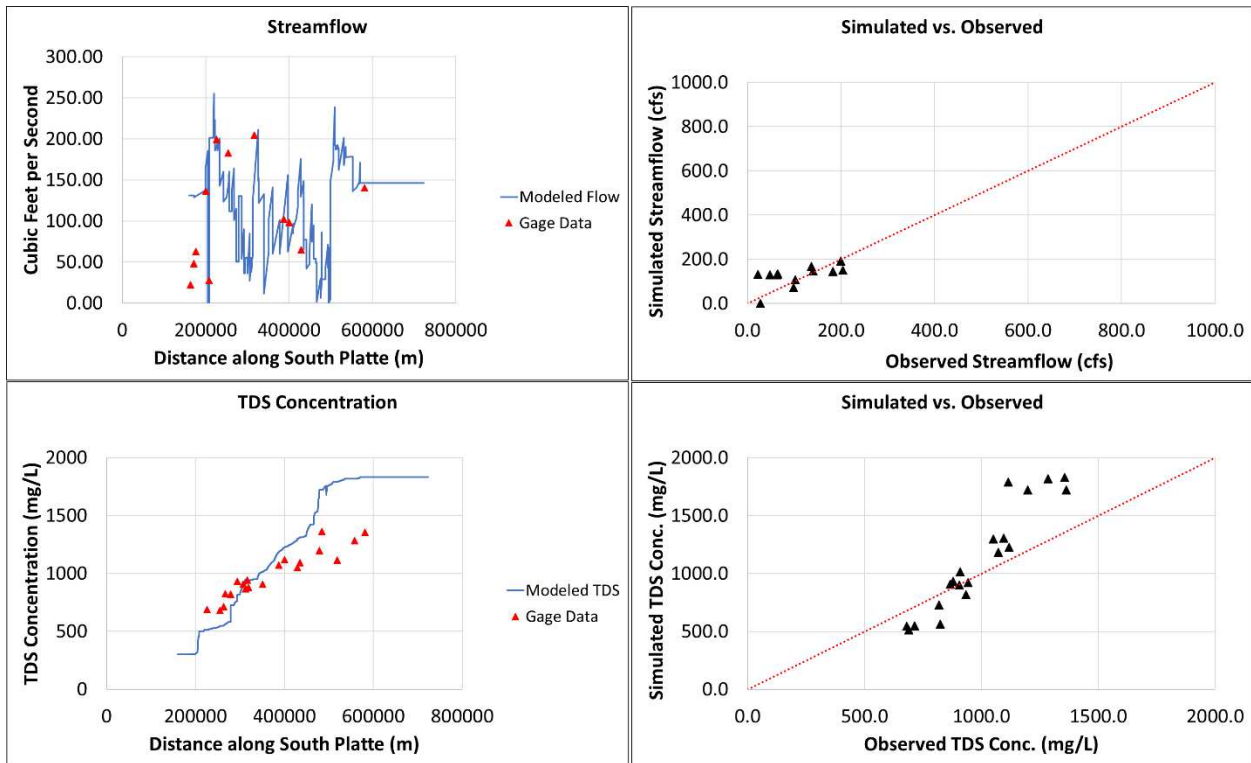 Streamflow
300.00
250.00
200.00
150.00
100.00
50.00
0.00
Cubic Feet per Second
0 200000 400000 600000 800000
Distance along South Platte (m)
Modeled Flow
Gage Data
Simulated vs. Observed
1000.0
800.0
600.0
400.0
200.0
0.0
Simulated Streamflow (cfs)
0.0 200.0 400.0 600.0 800.0 1000.0
Observed Streamflow (cfs)
TDS Concentration
2000
1500
1000
500
0
TDS Concentration (mg/L)
0 200000 400000 600000 800000
Distance along South Platte (m)
Modeled TDS
Gage Data
Simulated vs. Observed
2000.0
1500.0
1000.0
500.0
0.0
Simulated TDS Conc. (mg/L)
0.0 500.0 1000.0 1500.0 2000.0
Observed TDS Conc. (mg/L)